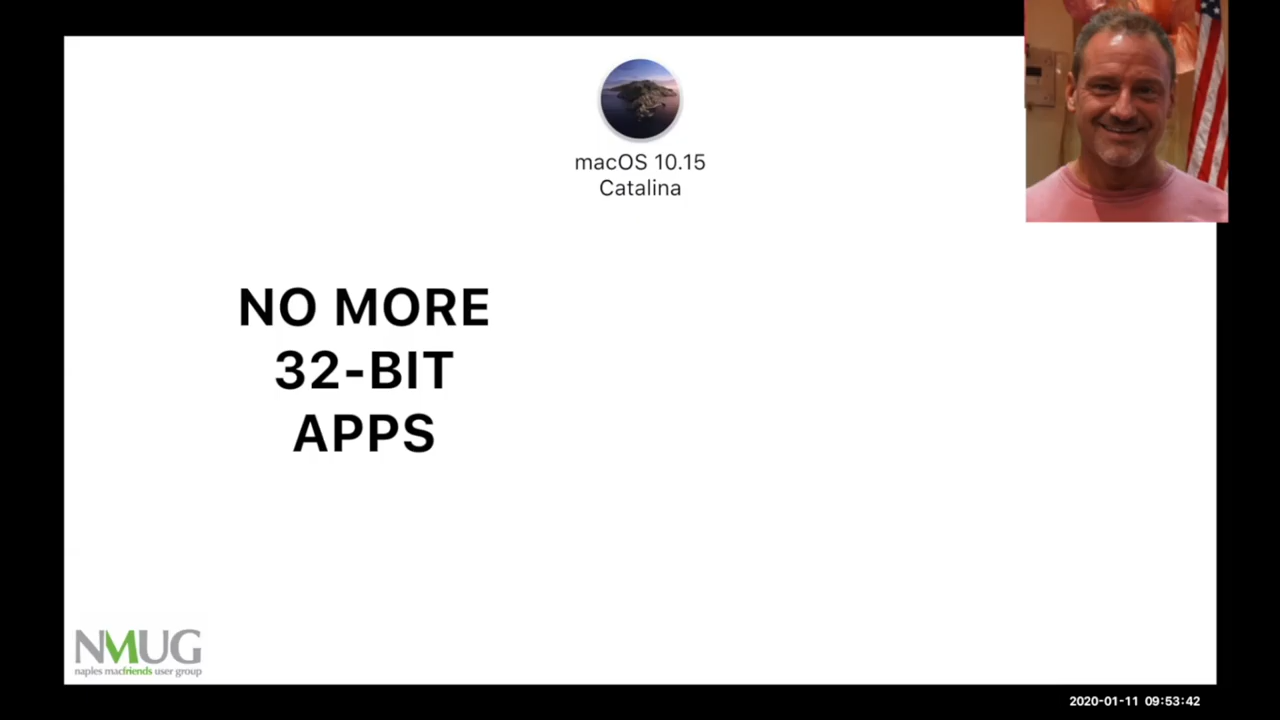 macOS 10.15
Catalina
NO MORE
32-BIT
APPS
NMUG
naples macfriends user group
2020-01-11 09:53:42